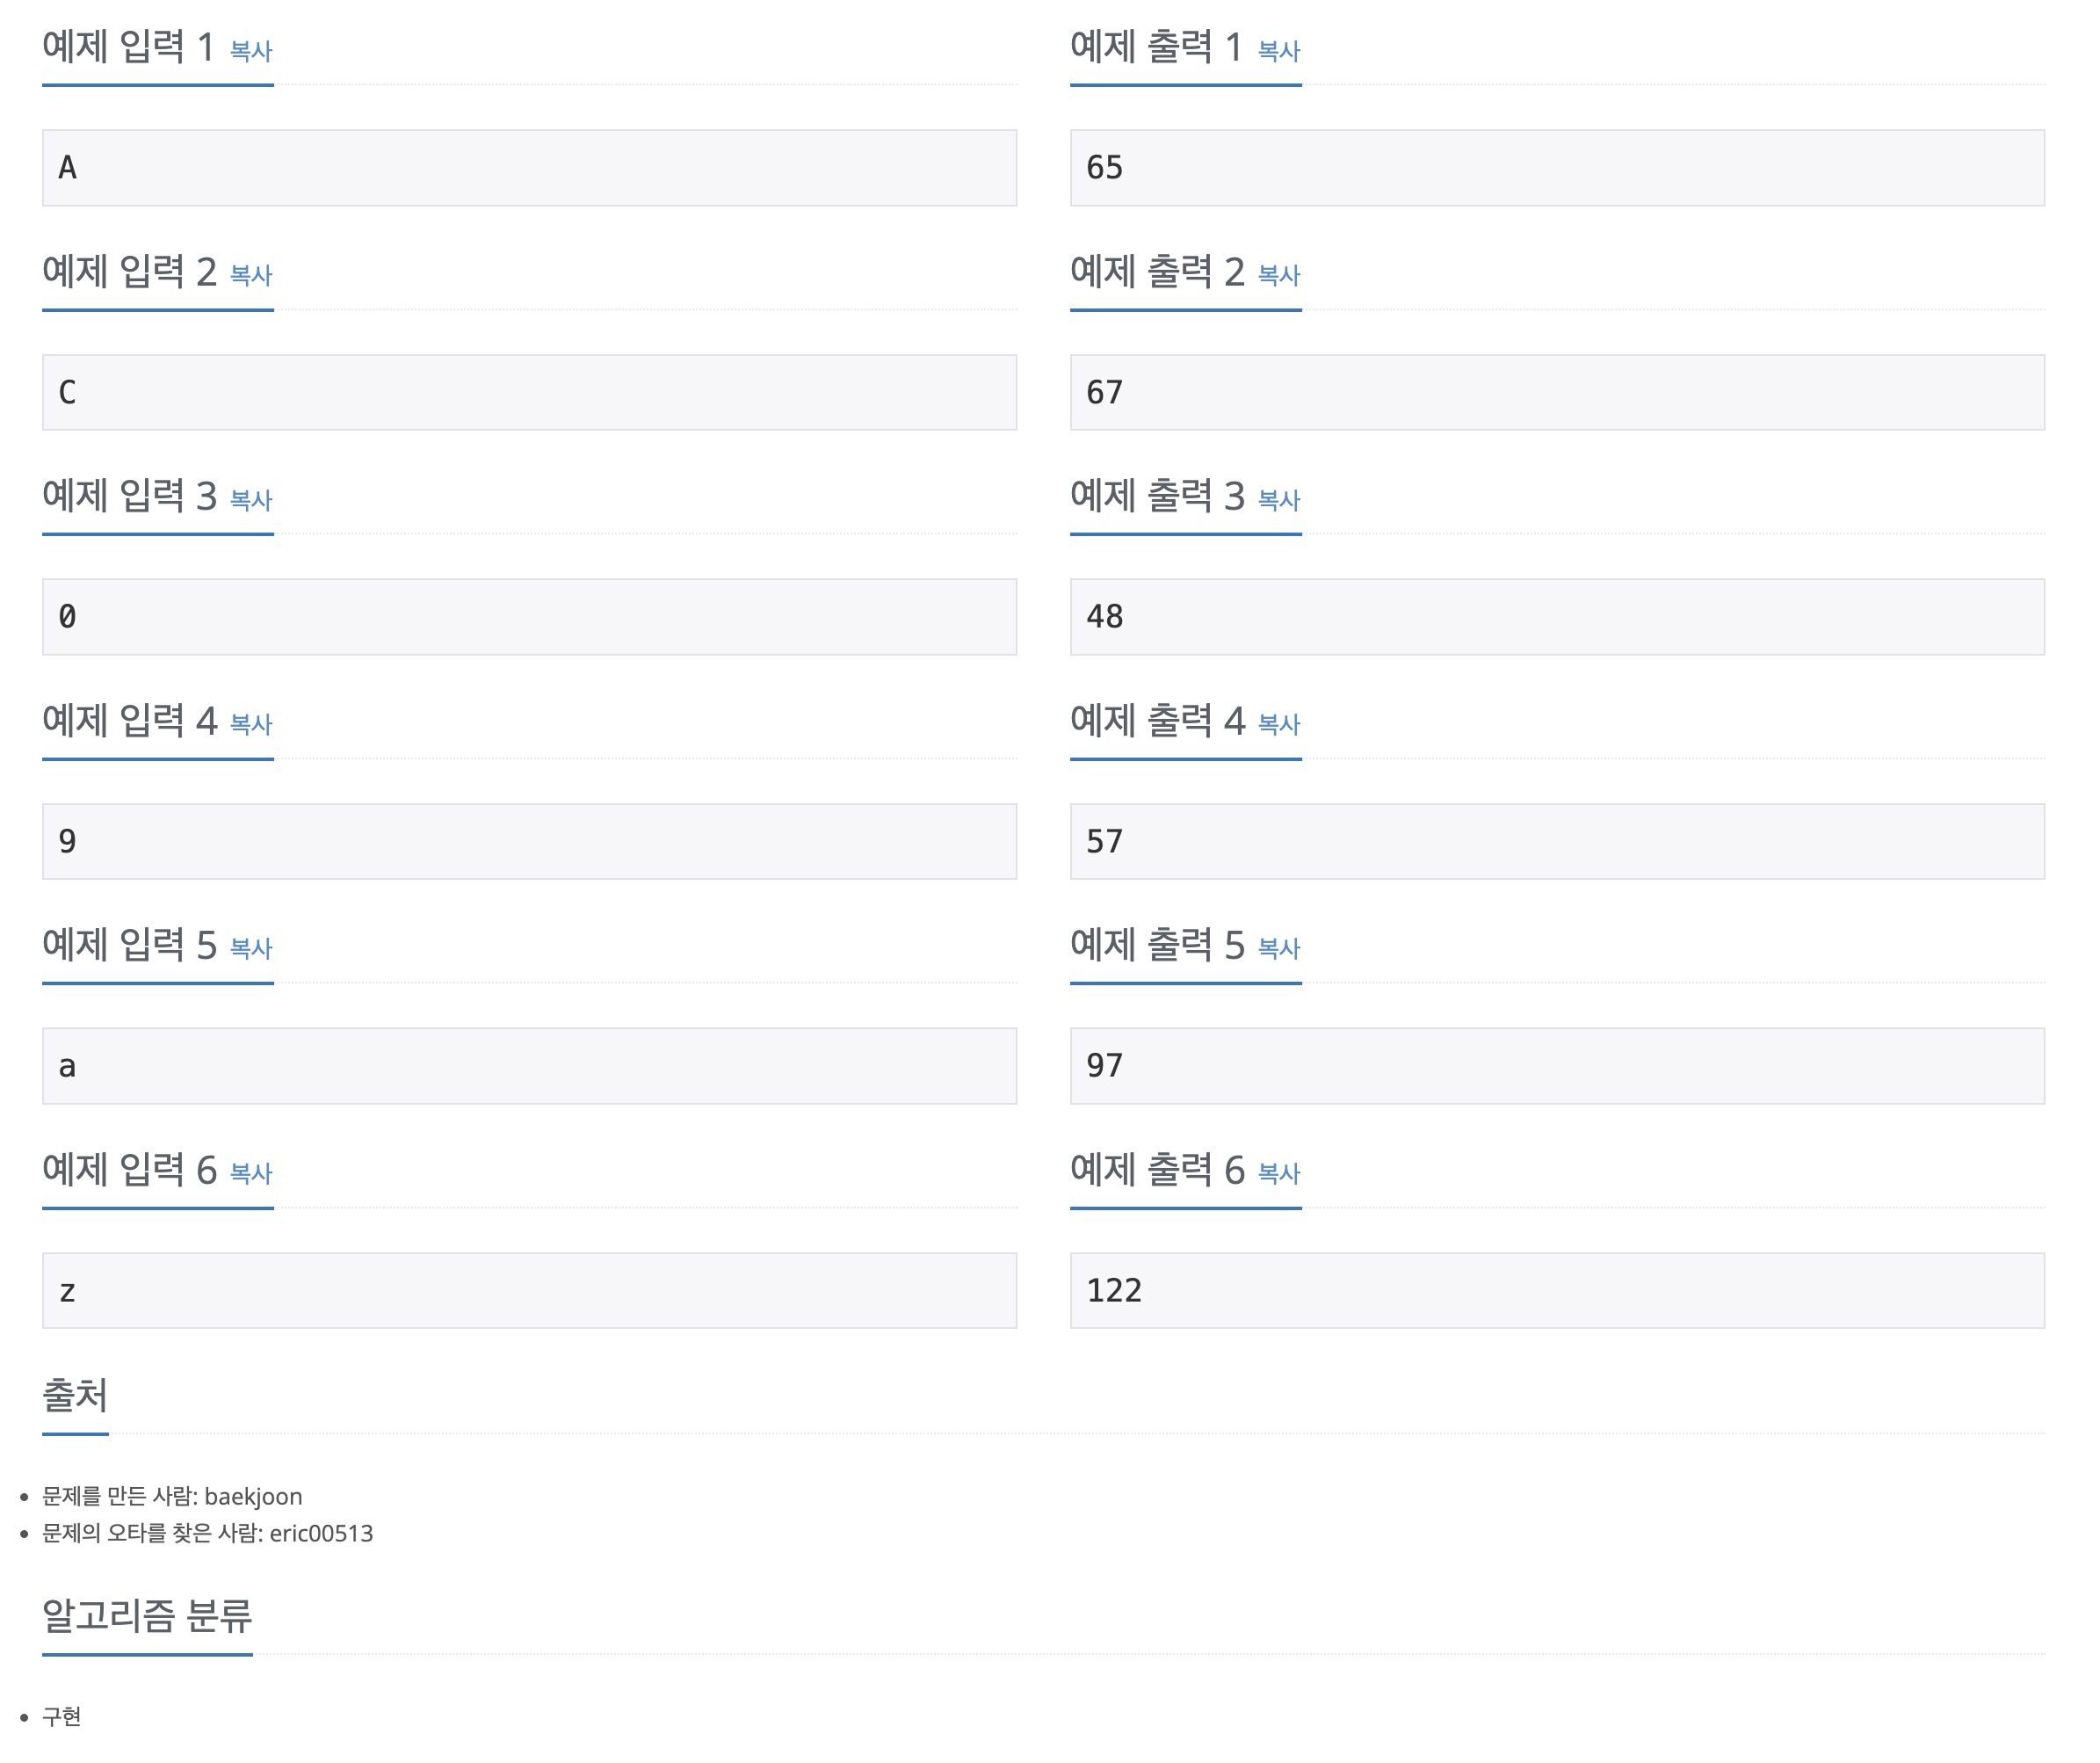 예제 입력 1 복사
예제 출력 1 복사
A
65
예제 입력 2 복사
예제 출력 2 복사
C
67
예제 입력 3 복사
예제 출력 3 복사
0
48
예제 입력 4 복사
예제 출력 4 복사
9
57
예제 입력 5 복사
예제 출력 5 복사
a
97
예제 입력 6 복사
예제 출력 6 복사
z
122
출처
문제를 만든 사람: baekjoon
문제의 오타를 찾은 사람: eric00513
알고리즘 분류
구현